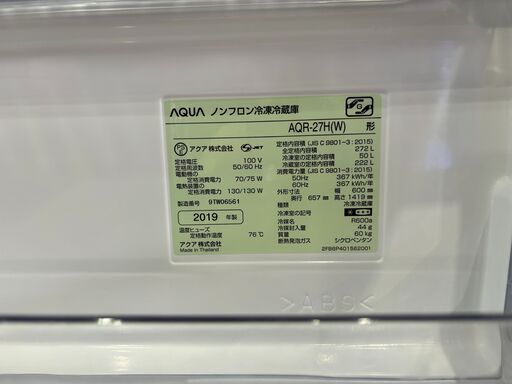 AQUA ノンフロン冷凍冷蔵庫
AQR-27H(W) 形
PS E JET
アクア 株式会社
定格電圧 100 V
定格周波数 50/60 Hz
電動機の
定格消費電力 70/75 W
電熱装置の
定格消費電力 130/130 W
製造番号 9TW06561
2019 年製
温度ヒューズ
定格動作温度 76℃
アクア 株式会社
Made in Thailand
定格内容積 (JIS C 9801-3:2015)
全定格内容積 272 L
冷凍室の定格内容積 50 L
冷蔵室の定格内容積 222 L
消費電力量 (JIS C 9801-3:2015)
50Hz 367 kWh/年
60Hz 367 kWh/年
外形寸法 幅 600 mm
奥行 657 mm 高さ 1419 mm
種類 冷凍冷蔵庫
冷凍室の記号
冷媒名 R600a
冷媒封入量 44 g
質量 60 kg
断熱発泡ガス シクロペンタン
2FB6P401562001
>ABS<